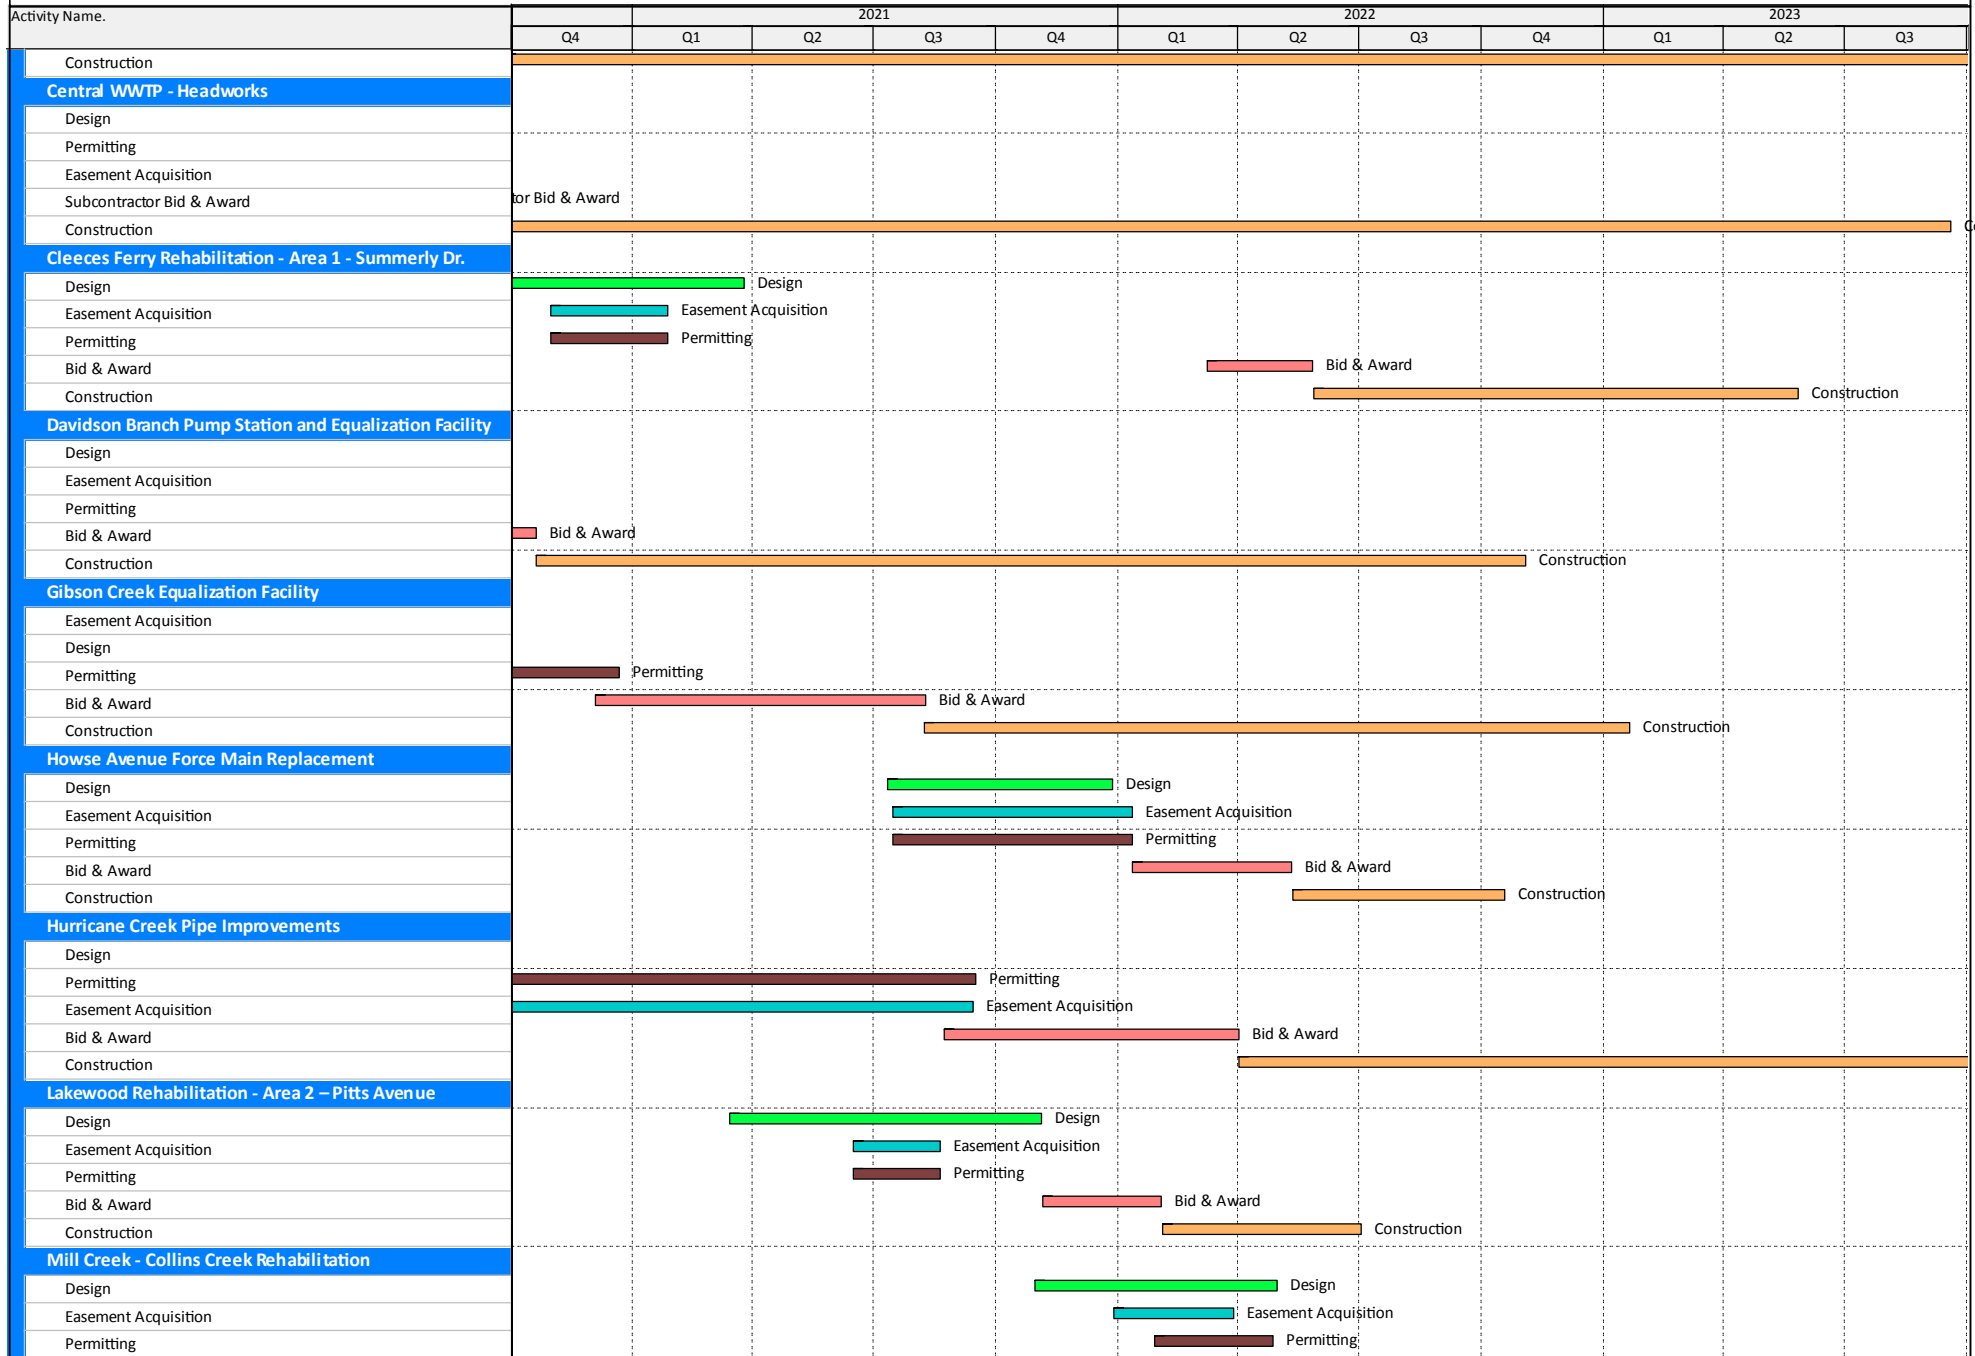 Activity Name.
2021 2022 2023
Q4 Q1 Q2 Q3 Q4 Q1 Q2 Q3 Q4 Q1 Q2 Q3
Construction
Central WWTP - Headworks
Design
Permitting
Easement Acquisition
Subcontractor Bid & Award tor Bid & Award
Construction
Cleeces Ferry Rehabilitation - Area 1 - Summerly Dr.
Design Design
Easement Acquisition Easement Acquisition
Permitting Permitting
Bid & Award Bid & Award
Construction Construction
Davidson Branch Pump Station and Equalization Facility
Design
Easement Acquisition
Permitting
Bid & Award Bid & Award
Construction Construction
Gibson Creek Equalization Facility
Easement Acquisition
Design
Permitting Permitting
Bid & Award Bid & Award
Construction Construction
Howse Avenue Force Main Replacement
Design Design
Easement Acquisition Easement Acquisition
Permitting Permitting
Bid & Award Bid & Award
Construction Construction
Hurricane Creek Pipe Improvements
Design
Permitting Permitting
Easement Acquisition Easement Acquisition
Bid & Award Bid & Award
Construction
Lakewood Rehabilitation - Area 2 – Pitts Avenue
Design Design
Easement Acquisition Easement Acquisition
Permitting Permitting
Bid & Award Bid & Award
Construction Construction
Mill Creek - Collins Creek Rehabilitation
Design Design
Easement Acquisition Easement Acquisition
Permitting Permitting